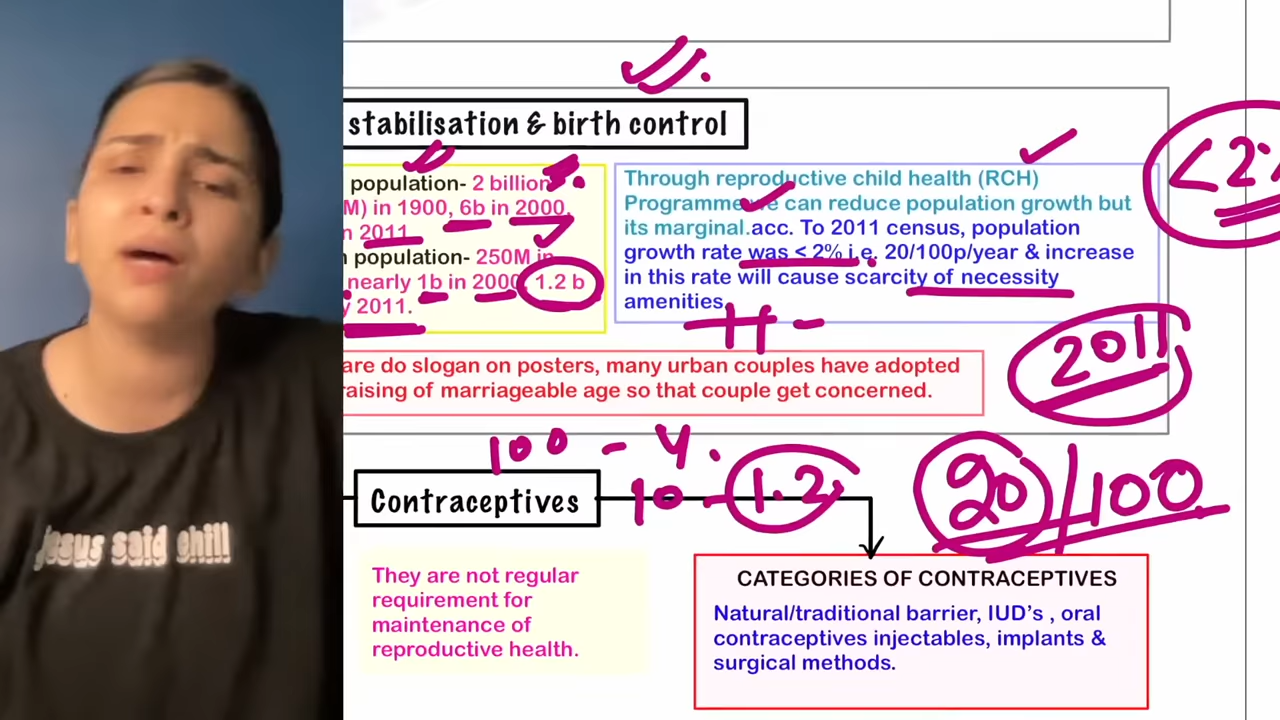 stabilisation & birth control
population- 2 billion
M) in 1900, 6b in 2000,
n 2011
population- 250M in
nearly 1b in 2000, 1.2 b
y 2011.
Through reproductive child health (RCH)
Programme we can reduce population growth but
its marginal.acc. To 2011 census, population
growth rate was < 2% i.e. 20/100p/year & increase
in this rate will cause scarcity of necessity
amenities.
<2%
2011
are do slogan on posters, many urban couples have adopted
raising of marriageable age so that couple get concerned.
100 - 4.
10 - 1.2
20/100
Contraceptives
They are not regular
requirement for
maintenance of
reproductive health.
CATEGORIES OF CONTRACEPTIVES
Natural/traditional barrier, IUD's , oral
contraceptives injectables, implants &
surgical methods.
jesus said chill